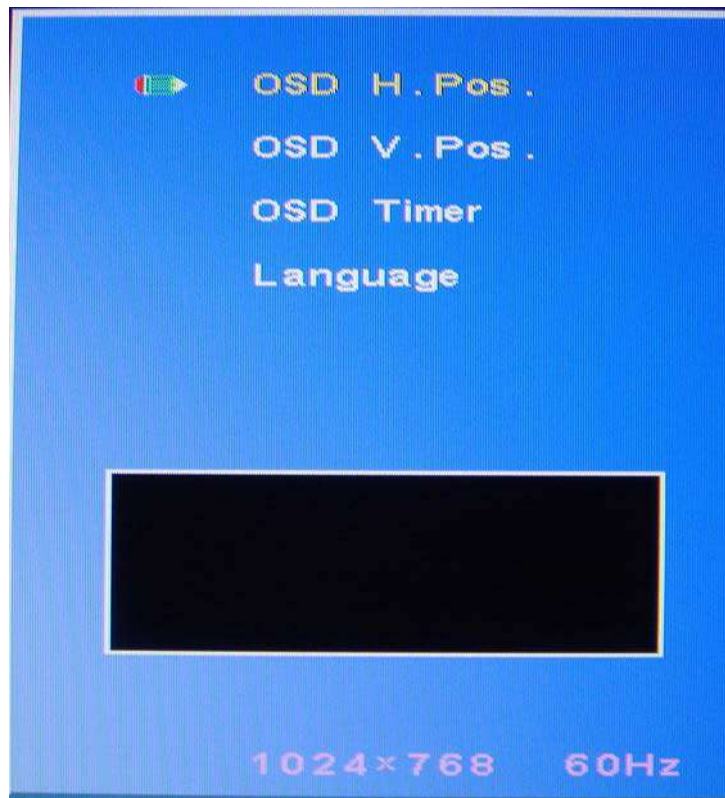 OSD H.Pos.
OSD V.Pos.
OSD Timer
Language
1024×768 60Hz